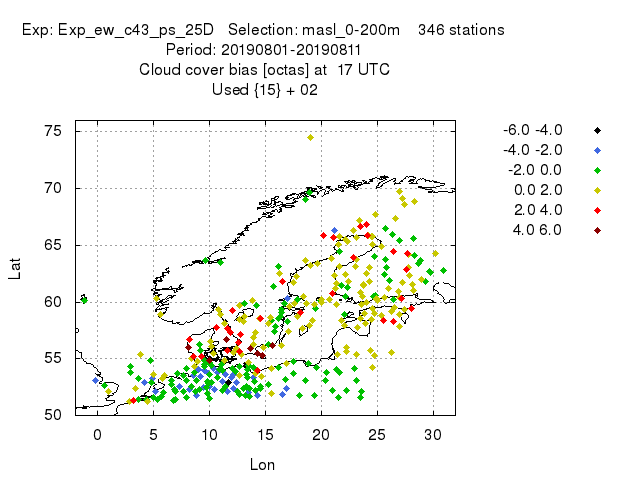 Exp: Exp_ew_c43_ps_25D   Selection: masl_0-200m    346 stations
Period: 20190801-20190811
Cloud cover bias [octas] at  17 UTC
Used {15} + 02
-6.0 -4.0
-4.0 -2.0
-2.0 0.0
0.0 2.0
2.0 4.0
4.0 6.0
Lat
75
70
65
60
55
50
0 5 10 15 20 25 30
Lon